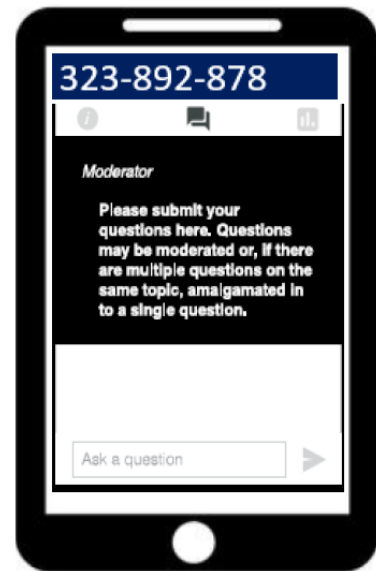 323-892-878
Moderator
Please submit your
questions here. Questions
may be moderated or, if there
are multiple questions on the
same topic, amalgamated in
to a single question.
Ask a question